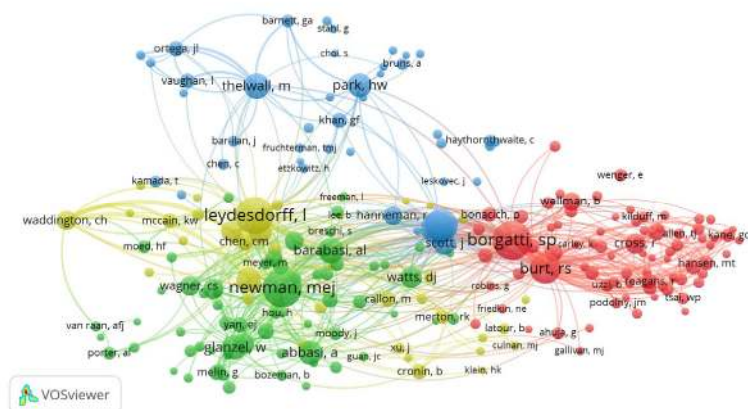 barnett, ga
stahl, g
ortega, jl
choi, s
bruns, a
vaughan, l
thelwall, m
park, hw
khan, gf
bar-ilan, j
fruchterman, tmj
haythornthwaite, c
chen, c
etzkowitz, h
kamada, t
leskovec, j
wenger, e
freeman, l
wellman, b
waddington, ch
leydesdorff, l
lee, b
hanneman, r
bonacich, p
kilduff, m
mccain, kw
breschi, s
scott, j
borgatti, sp
carley, k
cross, r
allen, tj
kane, gc
moed, hf
chen, cm
barabasi, al
meyer, m
burt, rs
hansen, mt
wagner, cs
newman, mej
watts, dj
robins, g
uzzi, b
reagans, r
tsai, wp
callon, m
podolny, jm
hou, h
merton, rk
friedkin, ne
van raan, afj
yan, ej
moody, j
latour, b
ahuja, g
porter, al
glanzel, w
abbasi, a
guan, jc
xu, j
culnan, mj
gallivan, mj
melin, g
bozeman, b
cronin, b
klein, hk
VOSviewer